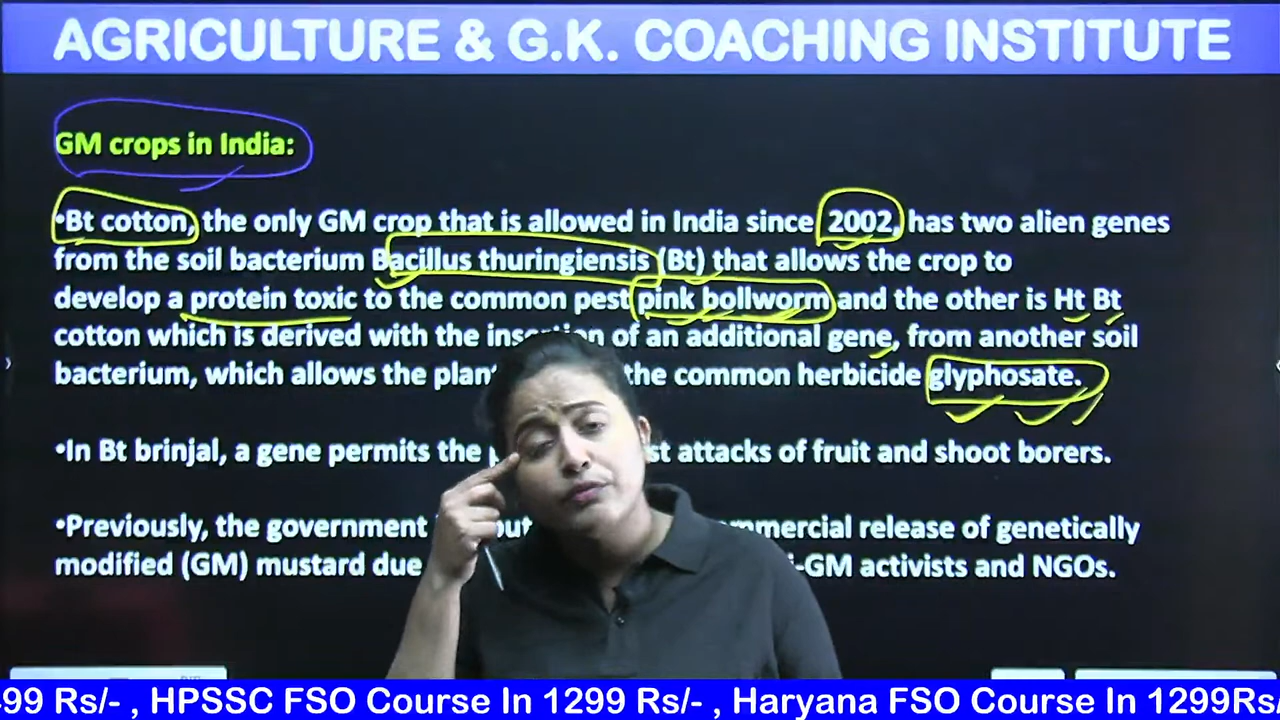 AGRICULTURE & G.K. COACHING INSTITUTE
GM crops in India:
•Bt cotton, the only GM crop that is allowed in India since 2002, has two alien genes
from the soil bacterium Bacillus thuringiensis (Bt) that allows the crop to
develop a protein toxic to the common pest pink bollworm and the other is Ht Bt
cotton which is derived with the insertion of an additional gene, from another soil
bacterium, which allows the plant the common herbicide glyphosate.
•In Bt brinjal, a gene permits the attacks of fruit and shoot borers.
•Previously, the government commercial release of genetically
modified (GM) mustard due activists and NGOs.
499 Rs/- , HPSSC FSO Course In 1299 Rs/- , Haryana FSO Course In 1299Rs/